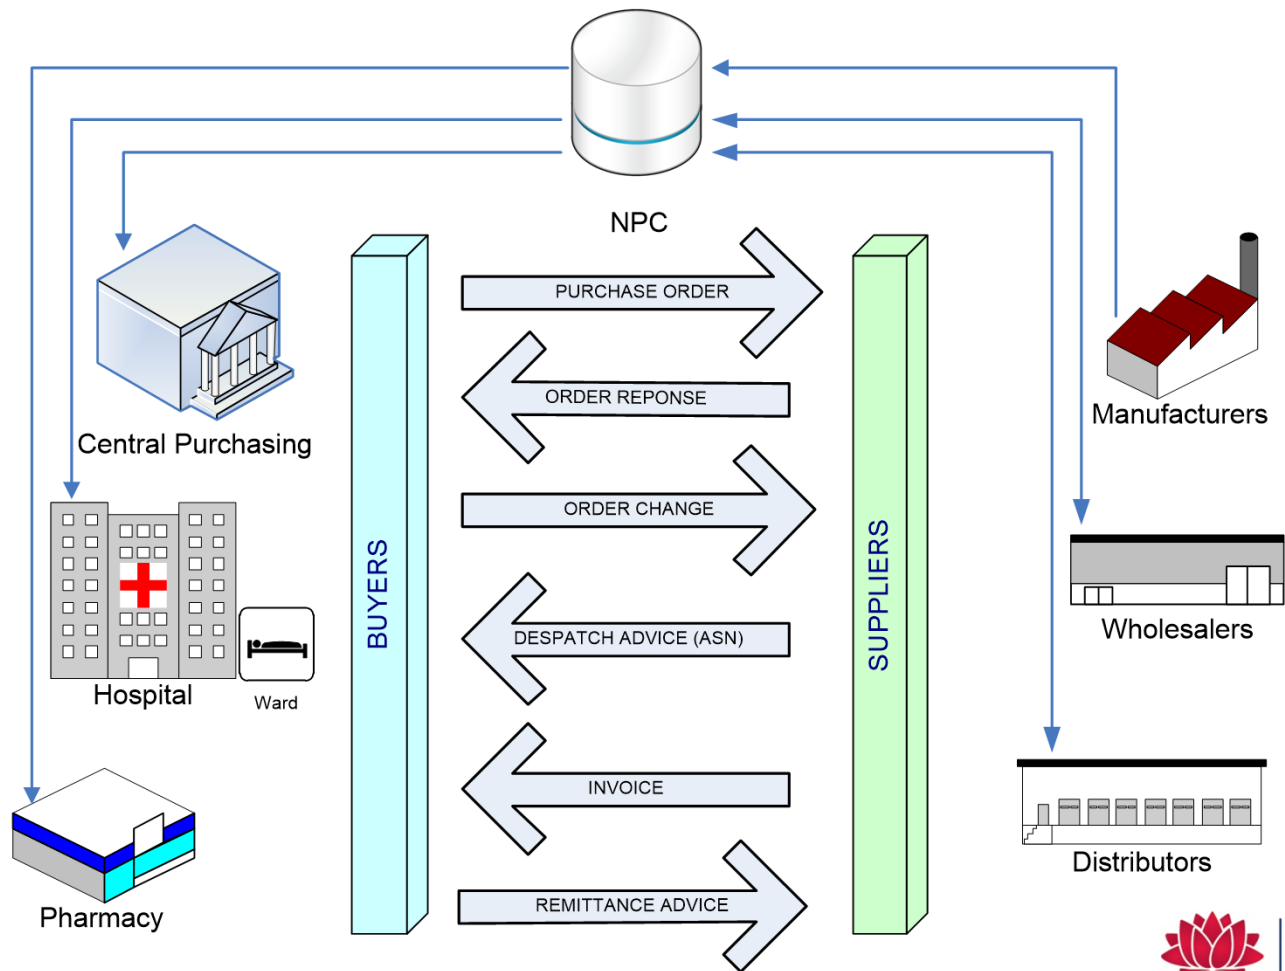 NPC
PURCHASE ORDER
ORDER REPONSE
ORDER CHANGE
DESPATCH ADVICE (ASN)
INVOICE
REMITTANCE ADVICE
BUYERS
SUPPLIERS
Central Purchasing
Hospital
Ward
Pharmacy
Manufacturers
Wholesalers
Distributors